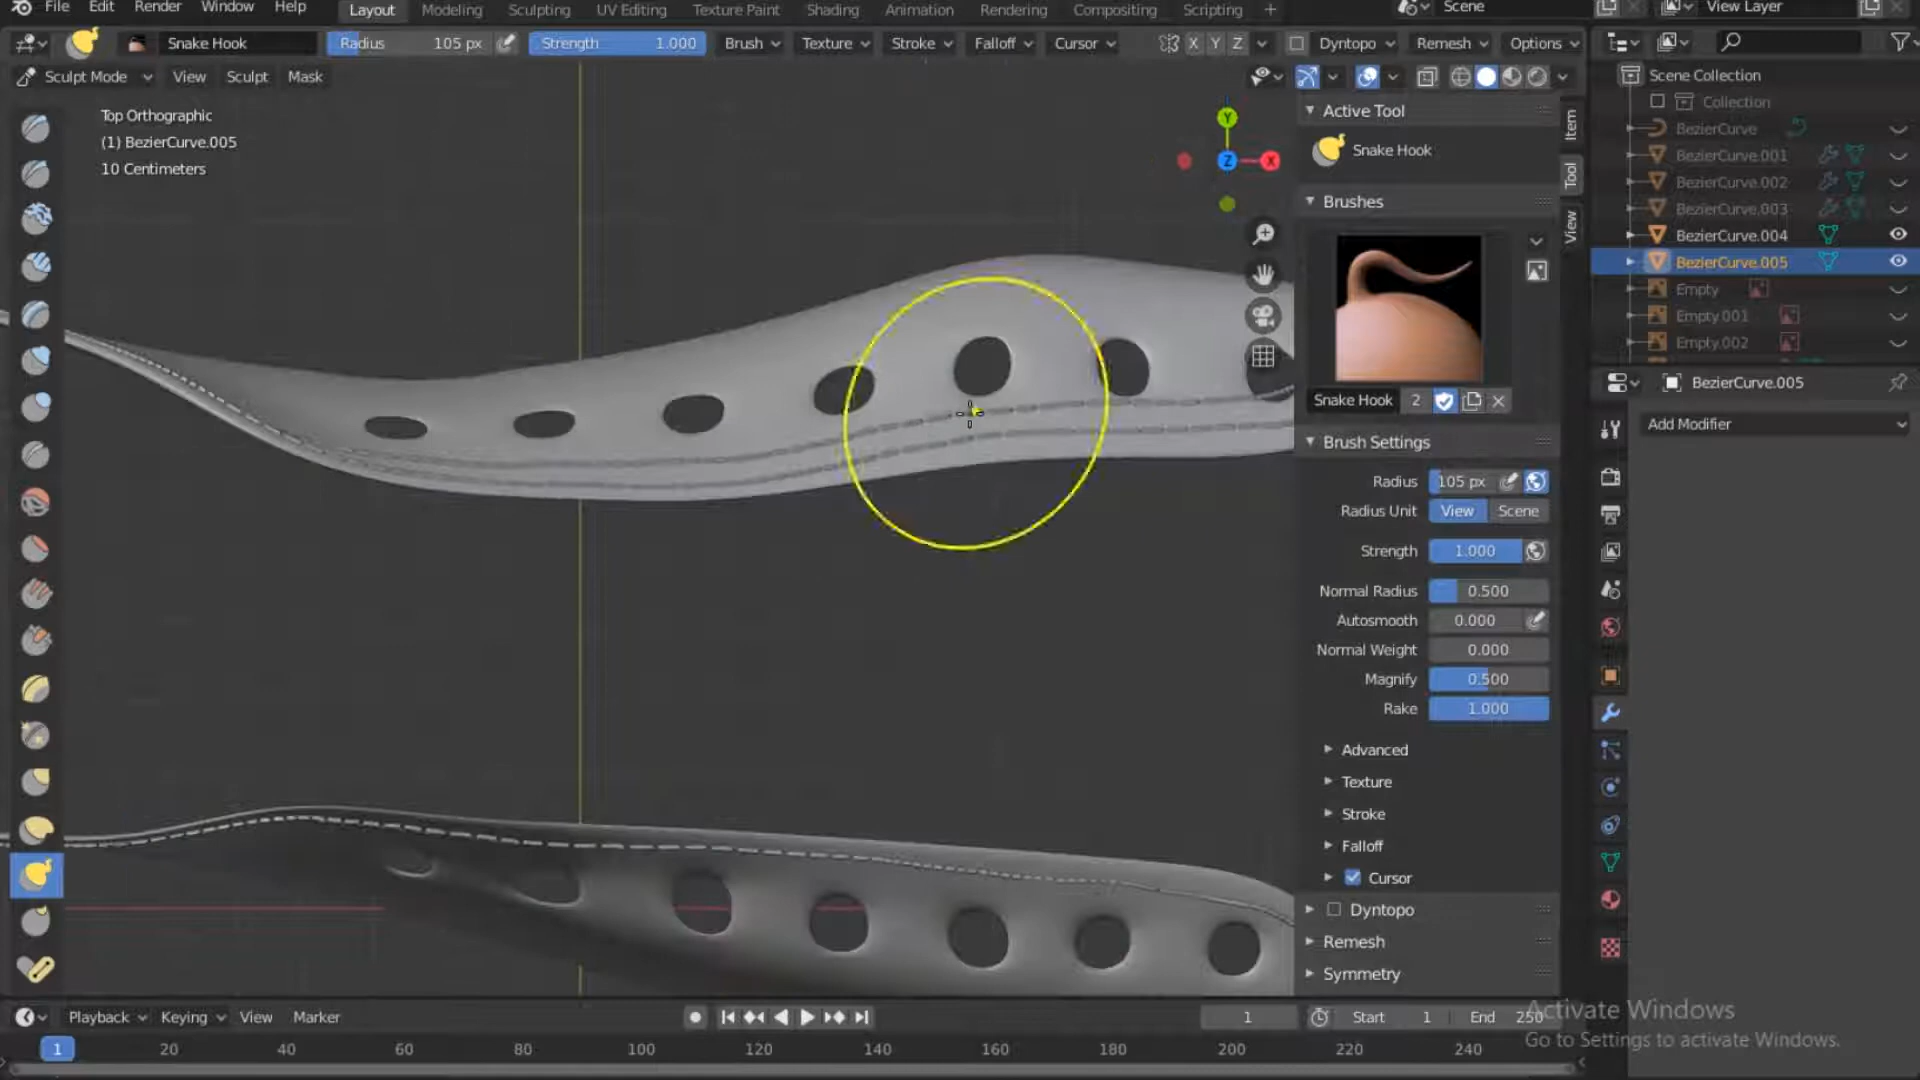 File Edit Render Window Help Layout Modeling Sculpting UV Editing Texture Paint Shading Animation Rendering Compositing Scripting + Scene View Layer
Snake Hook Radius 105 px Strength 1.000 Brush Texture Stroke Falloff Cursor X Y Z Dyntopo Remesh Options
Sculpt Mode View Sculpt Mask
Top Orthographic
(1) BezierCurve.005
10 Centimeters
Y
Z
X
Active Tool
Snake Hook
Brushes
Snake Hook 2
Brush Settings
Radius 105 px
Radius Unit View Scene
Strength 1.000
Normal Radius 0.500
Autosmooth 0.000
Normal Weight 0.000
Magnify 0.500
Rake 1.000
Advanced
Texture
Stroke
Falloff
Cursor
Dyntopo
Remesh
Symmetry
Item
Tool
View
Scene Collection
Collection
BezierCurve
BezierCurve.001
BezierCurve.002
BezierCurve.003
BezierCurve.004
BezierCurve.005
Empty
Empty.001
Empty.002
BezierCurve.005
Add Modifier
Playback Keying View Marker 1 Start 1 End 250
1 20 40 60 80 100 120 140 160 180 200 220 240
Activate Windows
Go to Settings to activate Windows.